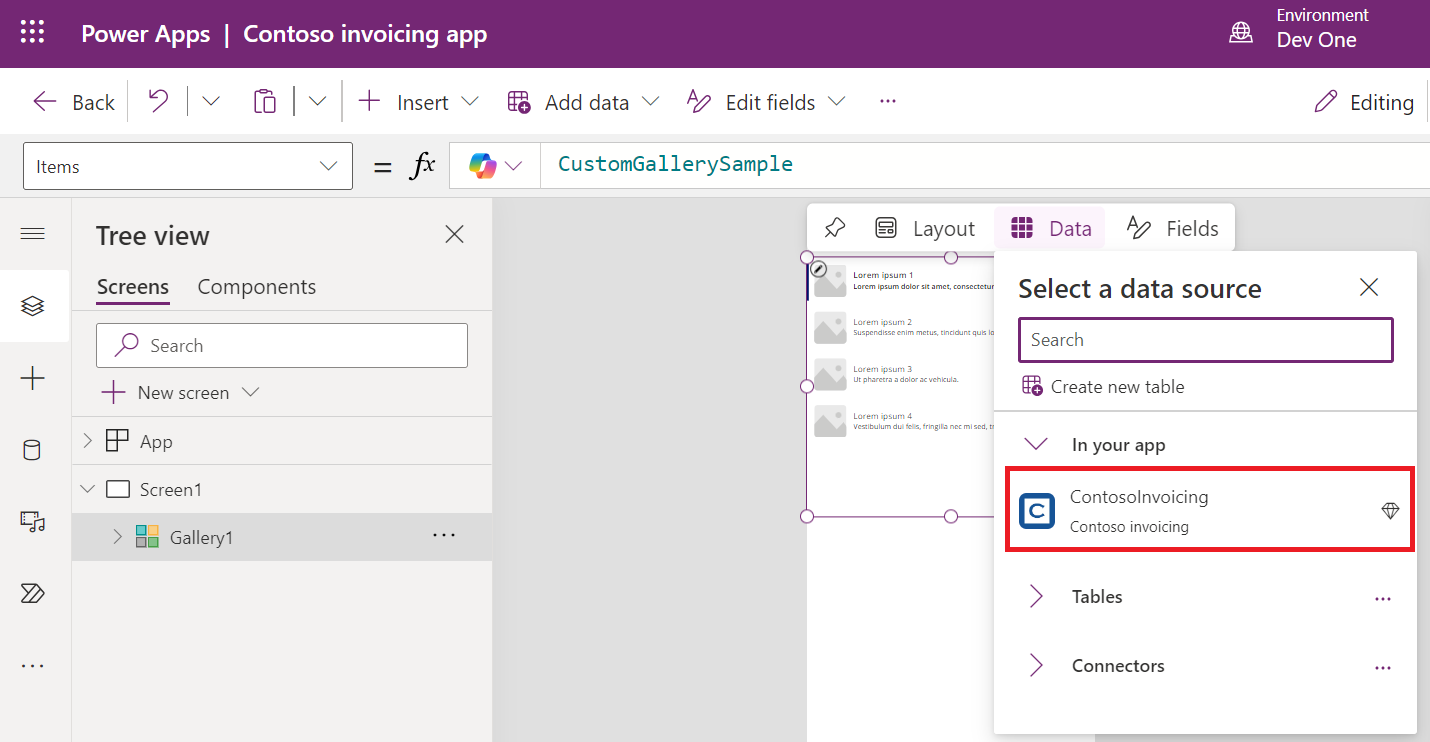 Power Apps | Contoso invoicing app
Environment
Dev One
Back
Insert
Add data
Edit fields
...
Editing
Items
= fx
CustomGallerySample
Tree view
Screens
Components
Search
New screen
App
Screen1
Gallery1
...
...
Layout
Data
Fields
Lorem ipsum 1
Lorem ipsum dolor sit amet, consectetur
Lorem ipsum 2
Suspendisse enim metus, tincidunt quis lo
Lorem ipsum 3
Ut pharetra a dolor ac vehicula.
Lorem ipsum 4
Vestibulum dui felis, fringilla nec mi sed, tr
Select a data source
Search
Create new table
In your app
C
ContosoInvoicing
Contoso invoicing
Tables
...
Connectors
...